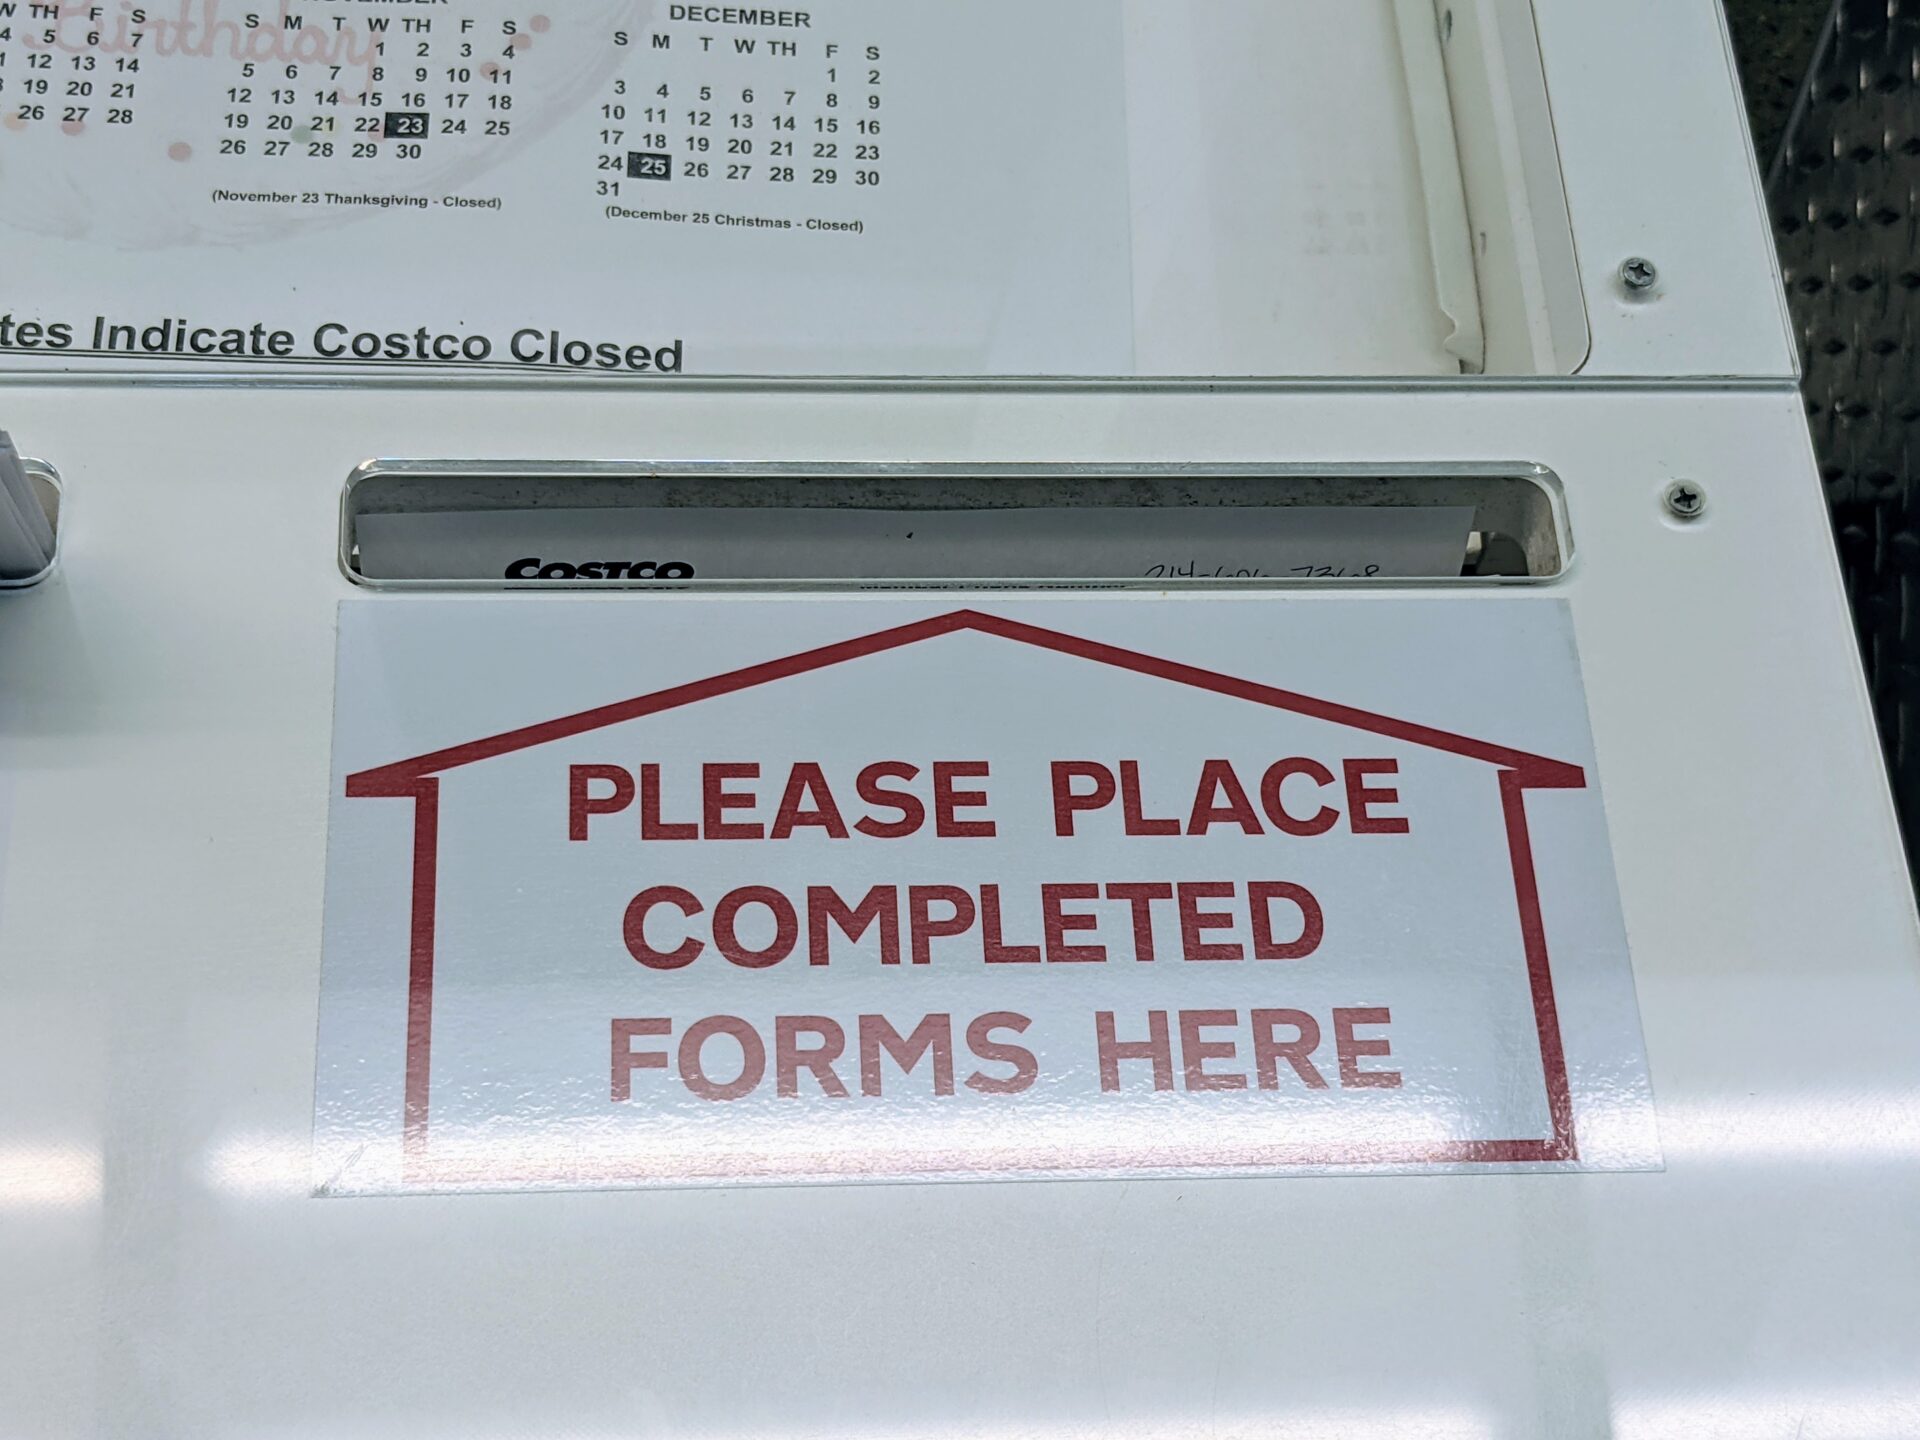 W TH F S
4 5 6 7
12 13 14
19 20 21
26 27 28
Birthday
NOVEMBER
S M T W TH F S
1 2 3 4
5 6 7 8 9 10 11
12 13 14 15 16 17 18
19 20 21 22 23 24 25
26 27 28 29 30
(November 23 Thanksgiving - Closed)
DECEMBER
S M T W TH F S
1 2
3 4 5 6 7 8 9
10 11 12 13 14 15 16
17 18 19 20 21 22 23
24 25 26 27 28 29 30
31
(December 25 Christmas - Closed)
tes Indicate Costco Closed
COSTCO
PLEASE PLACE
COMPLETED
FORMS HERE